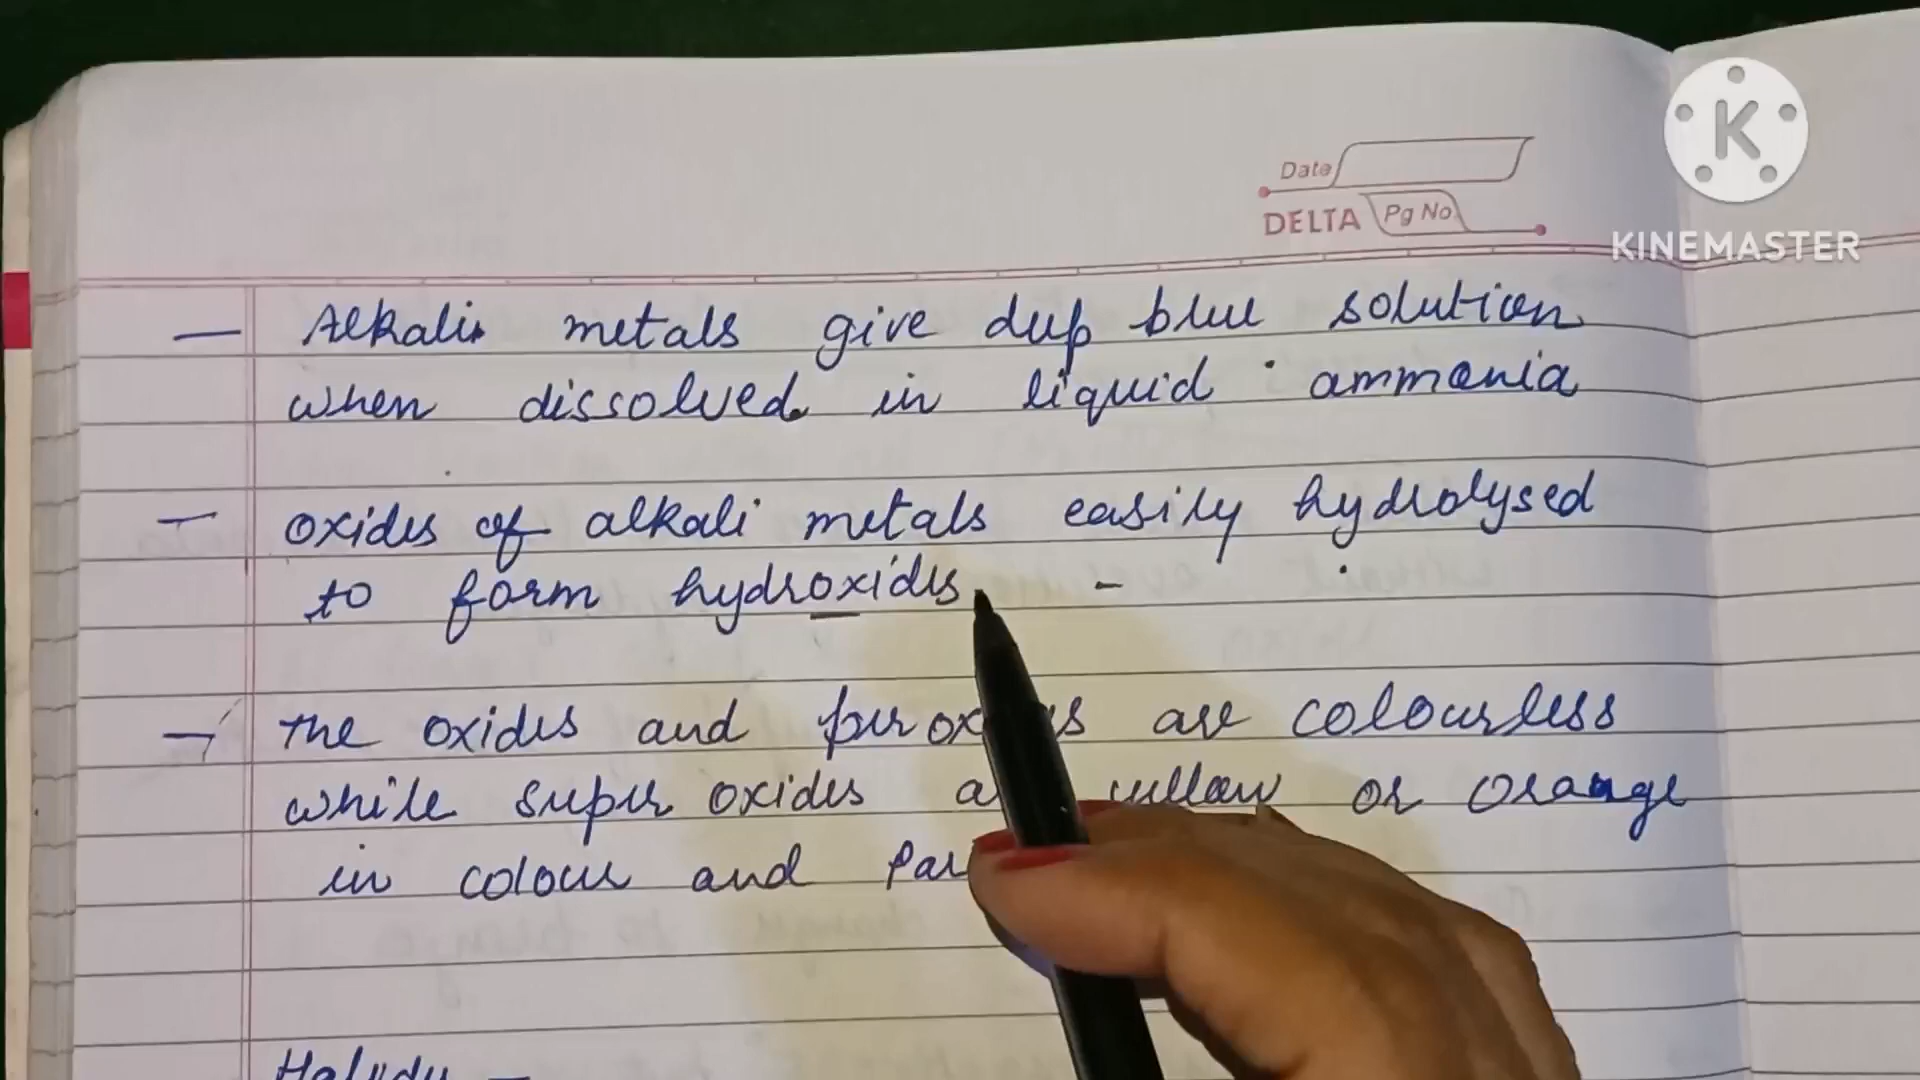 Date
DELTA Pg No
K
KINEMASTER
— Alkali metals give deep blue solution
when dissolved in liquid ammonia
— oxides of alkali metals easily hydrolysed
to form hydroxides -
— The oxides and are colourless
while super oxides yellow or orange
in colour and